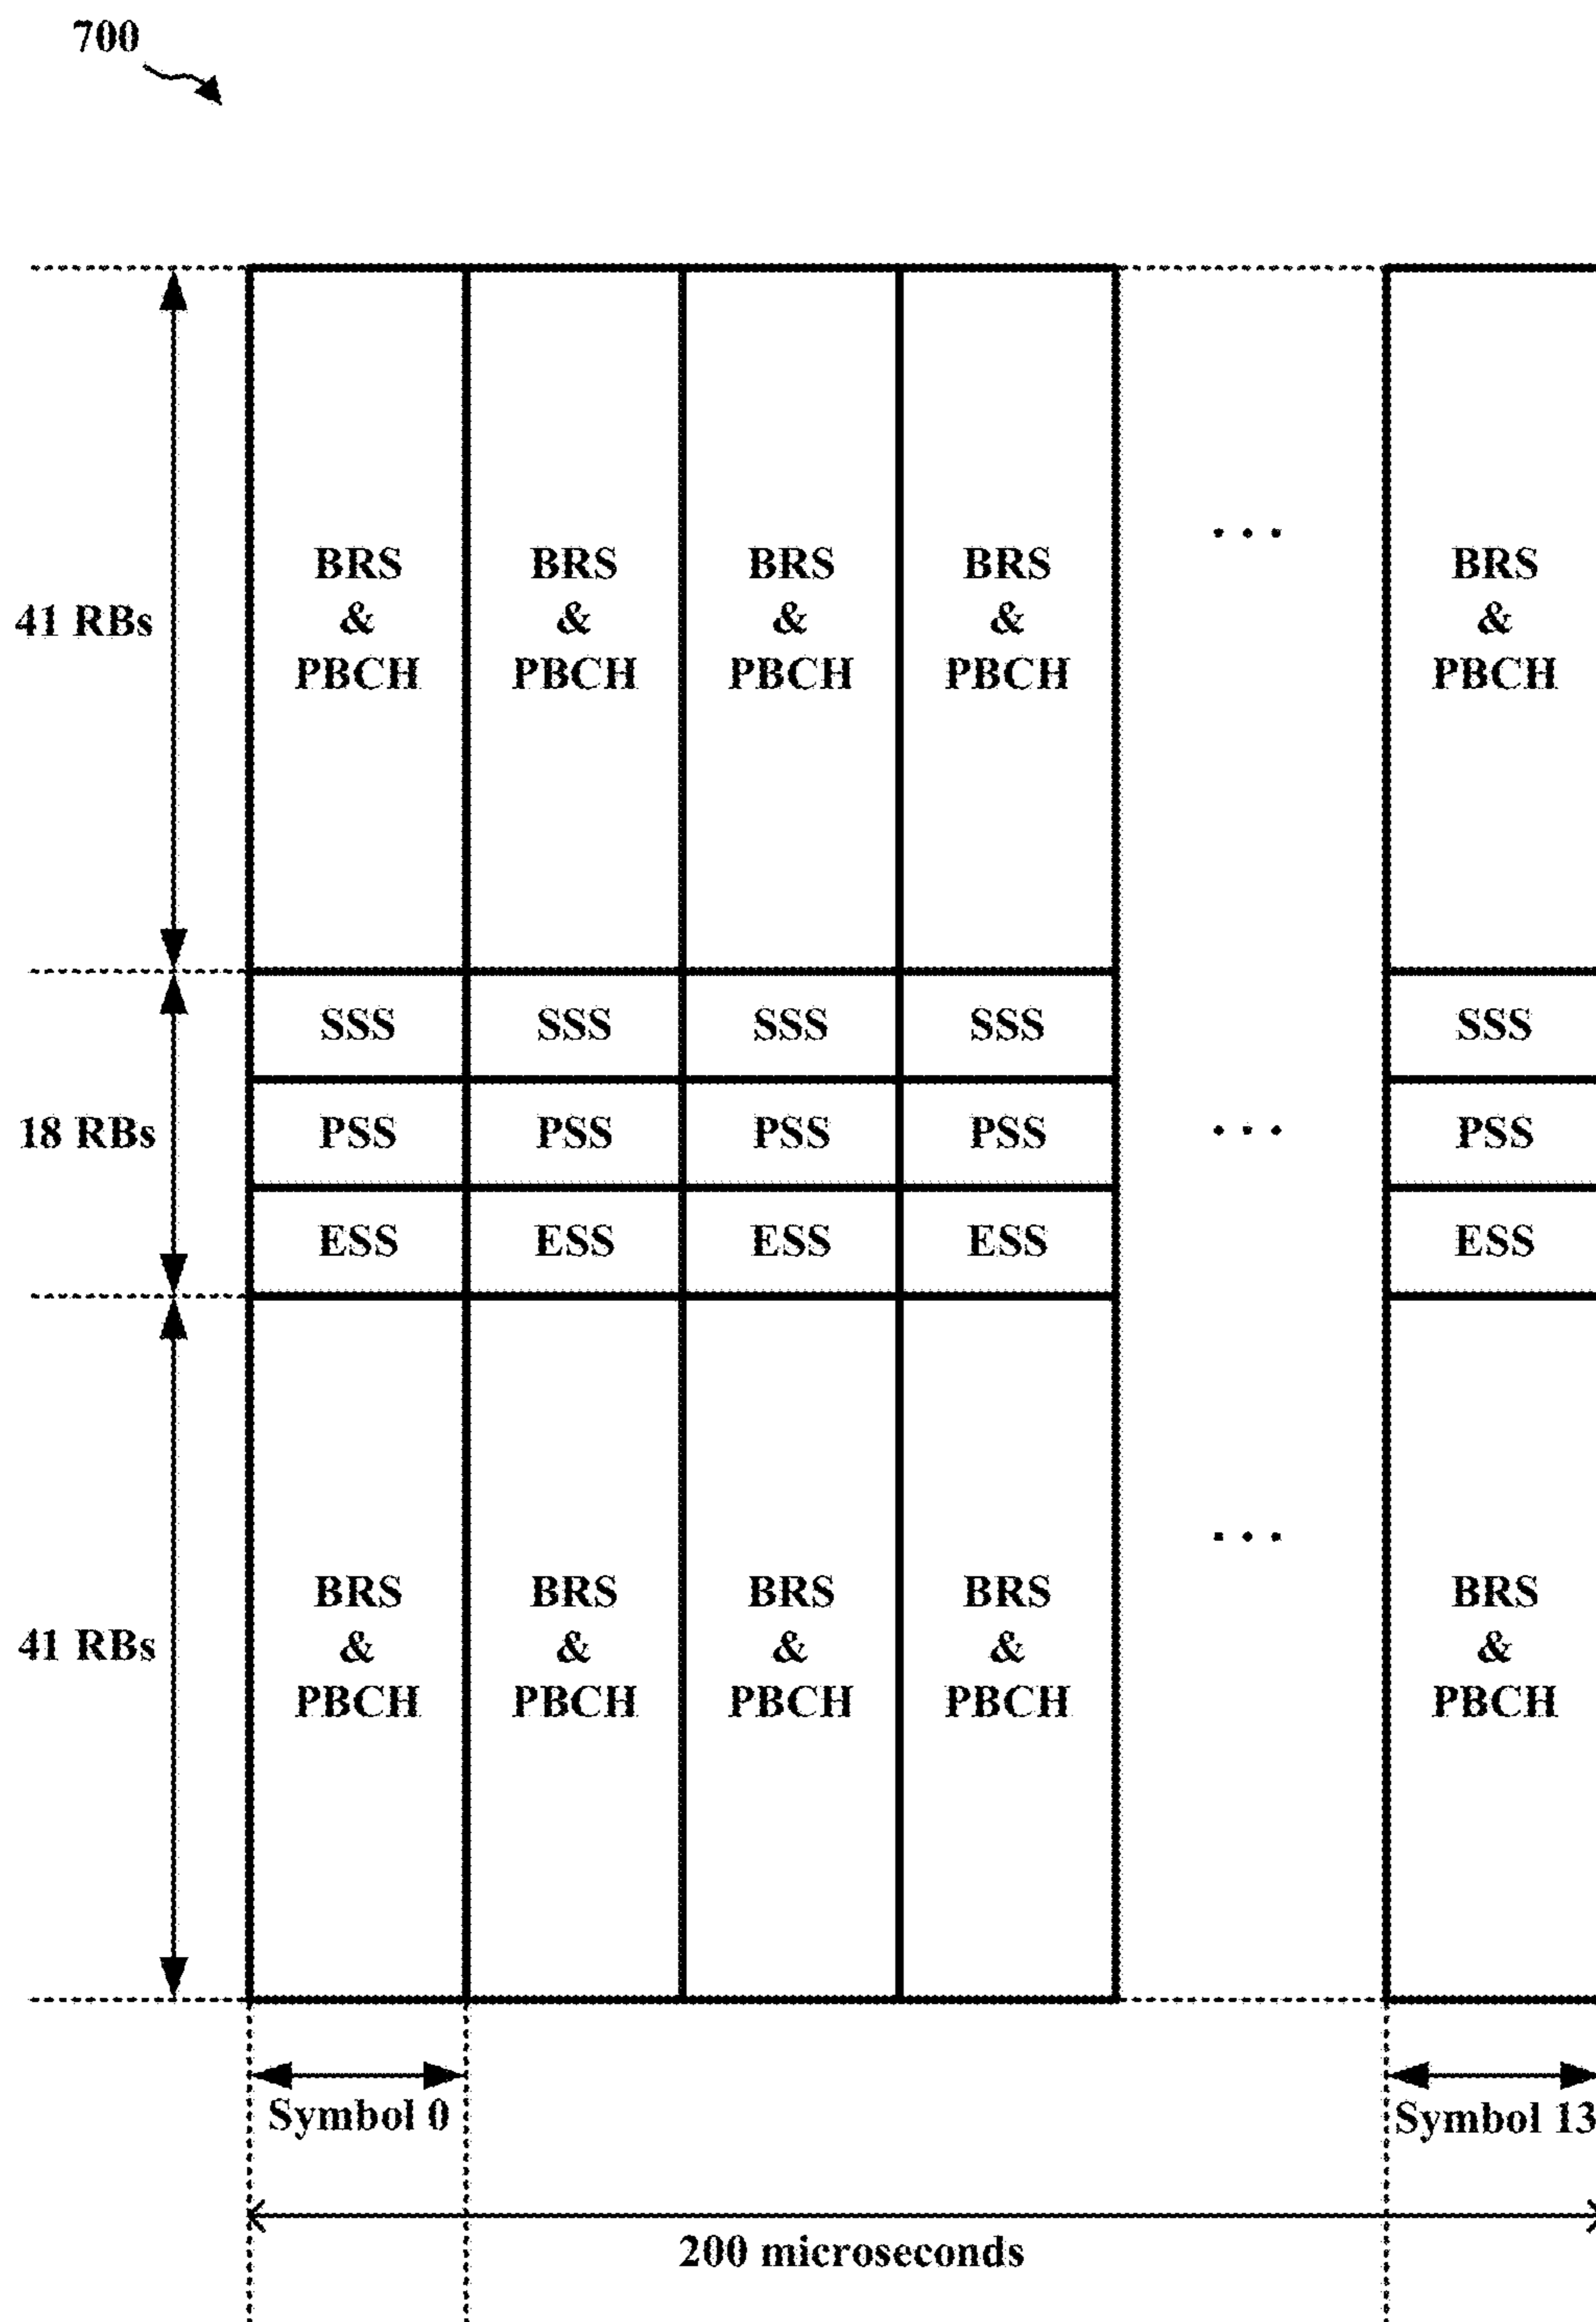 700
BRS BRS BRS BRS ... BRS
41 RBs & & & & &
PBCH PBCH PBCH PBCH PBCH
SSS SSS SSS SSS SSS
18 RBs PSS PSS PSS PSS ... PSS
ESS ESS ESS ESS ESS
...
BRS BRS BRS BRS BRS
41 RBs & & & & &
PBCH PBCH PBCH PBCH PBCH
Symbol 0 Symbol 13
200 microseconds